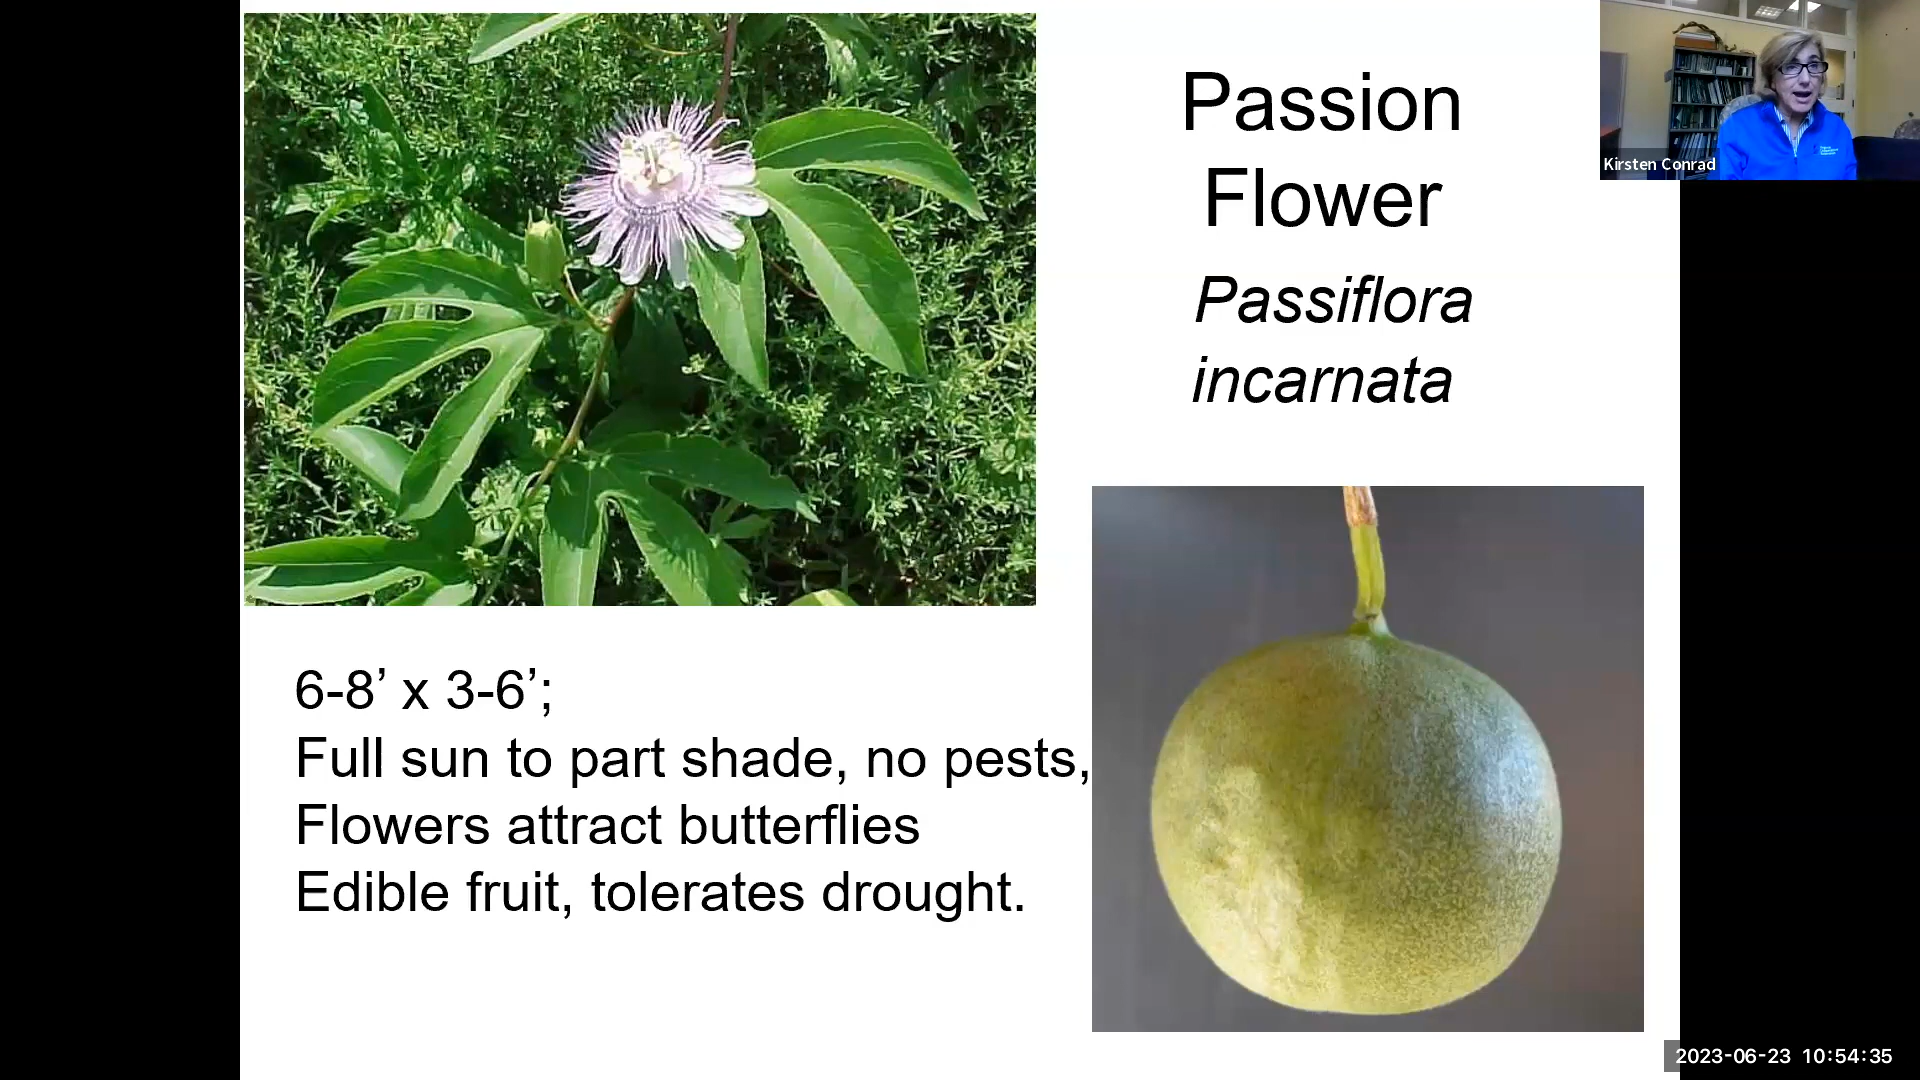 Passion
Flower
Passiflora
incarnata
Kirsten Conrad
6-8’ x 3-6’;
Full sun to part shade, no pests,
Flowers attract butterflies
Edible fruit, tolerates drought.
2023-06-23 10:54:35